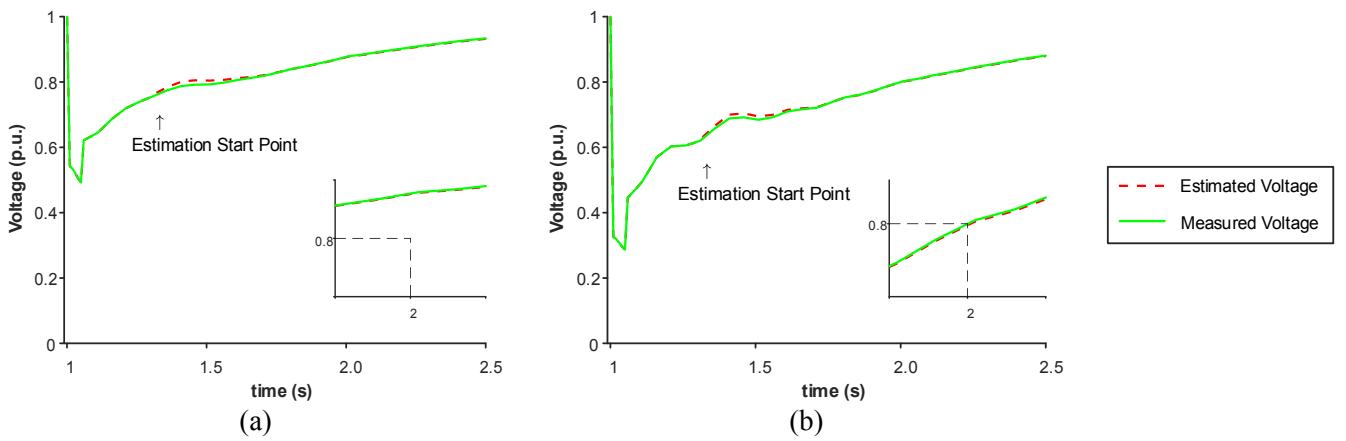 Voltage (p.u.)
1
0.8
0.6
0.4
0.2
0
↑
Estimation Start Point
0.8
2
1
1.5
2.0
2.5
time (s)
(a)
Voltage (p.u.)
1
0.8
0.6
0.4
0.2
0
↑
Estimation Start Point
0.8
2
1
1.5
2.0
2.5
time (s)
(b)
Estimated Voltage
Measured Voltage